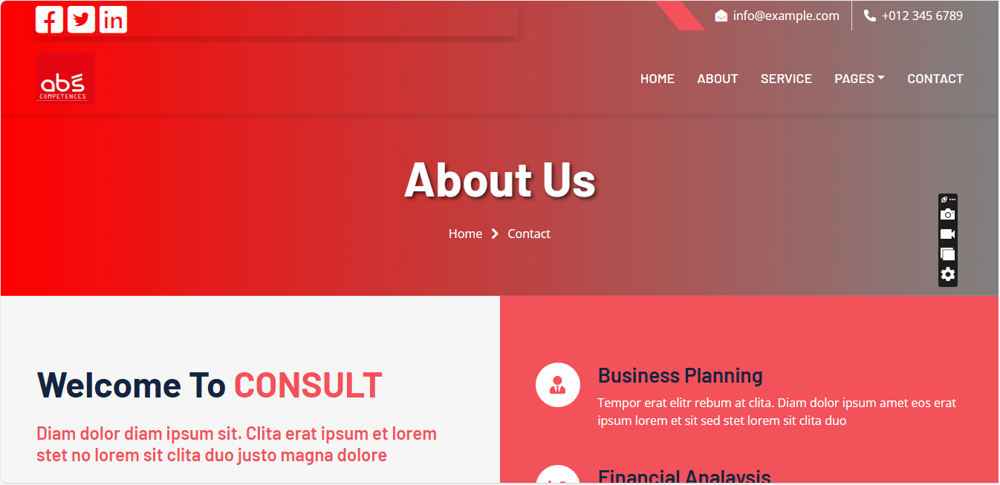 info@example.com +012 345 6789
abs
COMPETENCES
HOME ABOUT SERVICE PAGES CONTACT
About Us
Home Contact
Welcome To CONSULT
Diam dolor diam ipsum sit. Clita erat ipsum et lorem
stet no lorem sit clita duo justo magna dolore
Business Planning
Tempor erat elitr rebum at clita. Diam dolor ipsum amet eos erat
ipsum lorem et sit sed stet lorem sit clita duo
Financial Analaysis